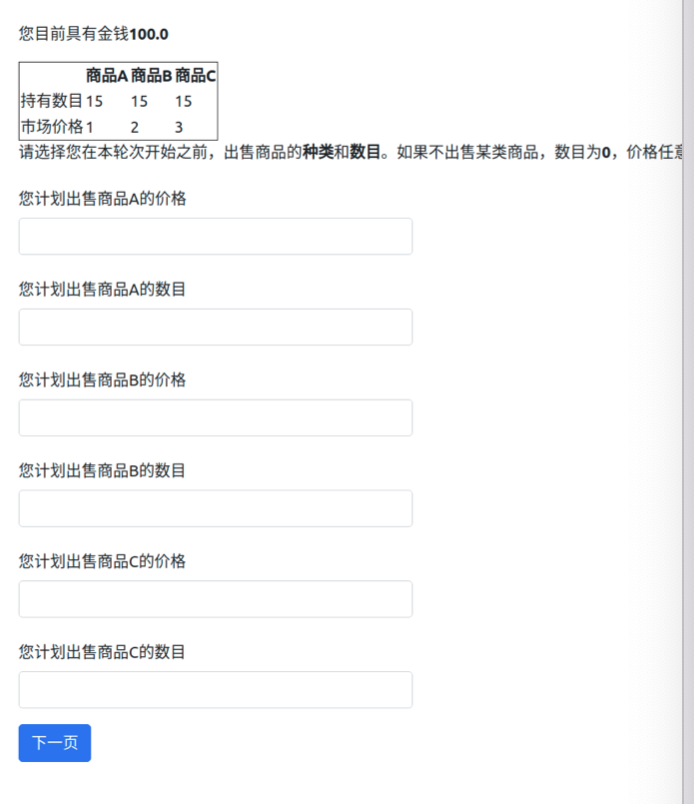 您目前具有金钱100.0
商品A 商品B 商品C
持有数目 15 15 15
市场价格 1 2 3
请选择您在本轮次开始之前，出售商品的种类和数目。如果不出售某类商品，数目为0，价格任意
您计划出售商品A的价格
您计划出售商品A的数目
您计划出售商品B的价格
您计划出售商品B的数目
您计划出售商品C的价格
您计划出售商品C的数目
下一页